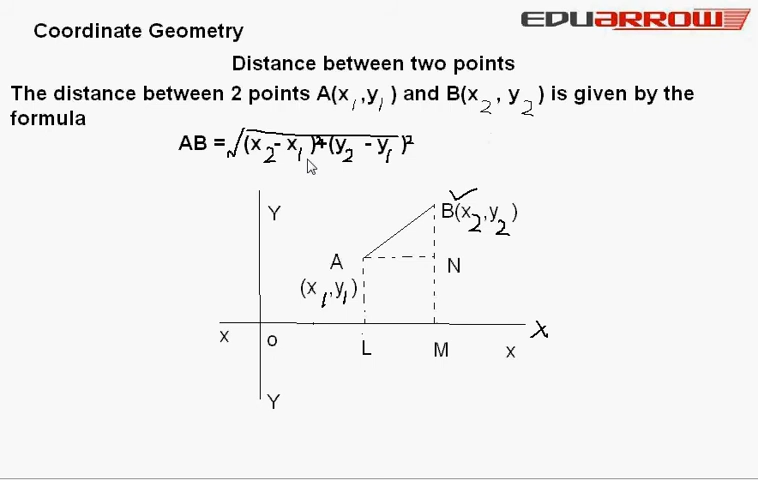 EDUARROW
Coordinate Geometry
Distance between two points
The distance between 2 points A(x₁,y₁) and B(x₂, y₂) is given by the
formula
AB = √(x₂ - x₁)²+(y₂ - y₁)²
Y
B(x₂,y₂)
A
N
(x₁,y₁)
X
x
o
L
M
x
Y